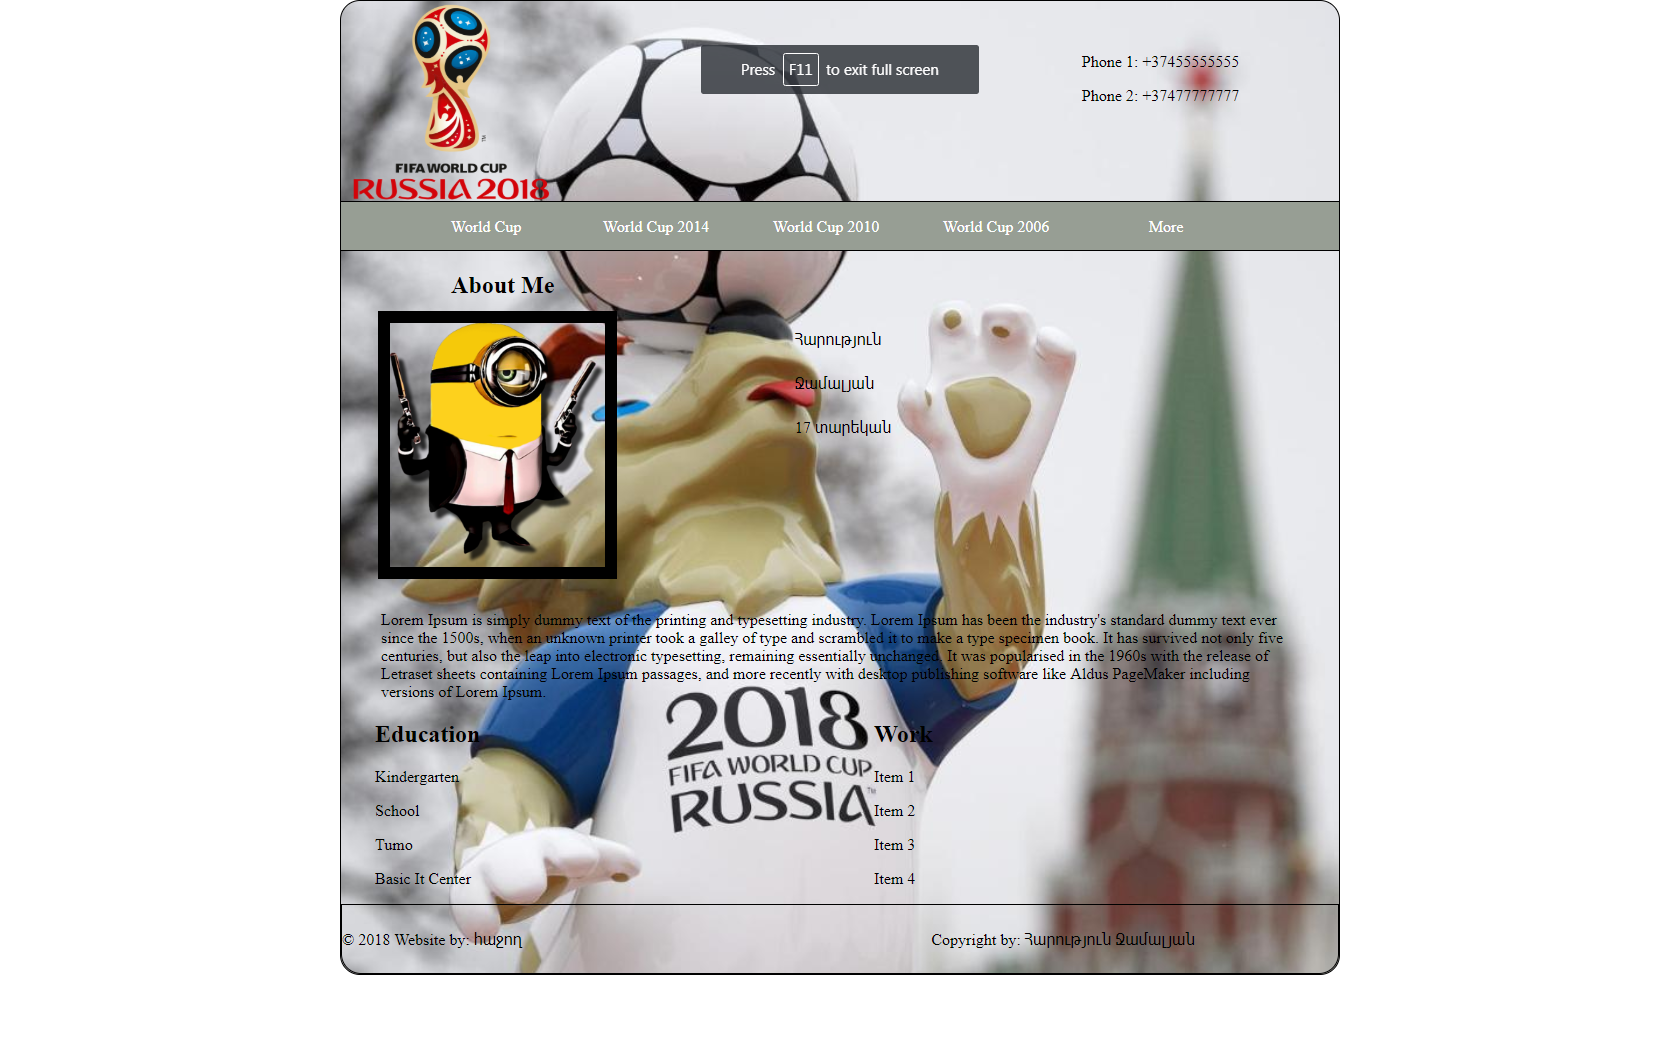 FIFA WORLD CUP
RUSSIA 2018
Press F11 to exit full screen
Phone 1: +37455555555
Phone 2: +37477777777
World Cup World Cup 2014 World Cup 2010 World Cup 2006 More
About Me
Հարություն
Ջամալյան
17 տարեկան
Lorem Ipsum is simply dummy text of the printing and typesetting industry. Lorem Ipsum has been the industry's standard dummy text ever
since the 1500s, when an unknown printer took a galley of type and scrambled it to make a type specimen book. It has survived not only five
centuries, but also the leap into electronic typesetting, remaining essentially unchanged. It was popularised in the 1960s with the release of
Letraset sheets containing Lorem Ipsum passages, and more recently with desktop publishing software like Aldus PageMaker including
versions of Lorem Ipsum.
2018
FIFA WORLD CUP
RUSSIA
Education
Kindergarten
School
Tumo
Basic It Center
Work
Item 1
Item 2
Item 3
Item 4
© 2018 Website by: հաջող
Copyright by: Հարություն Ջամալյան